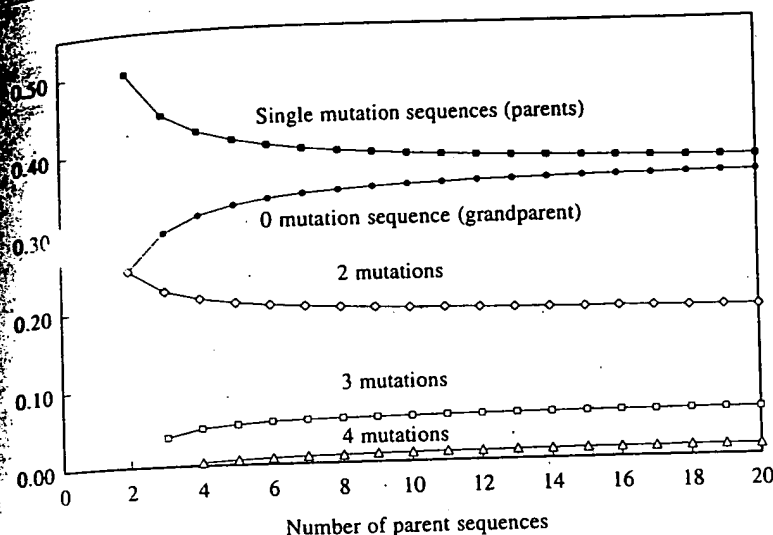 0.50
Single mutation sequences (parents)
0.40
0 mutation sequence (grandparent)
0.30
2 mutations
0.20
3 mutations
0.10
4 mutations
0.00
0 2 4 6 8 10 12 14 16 18 20
Number of parent sequences